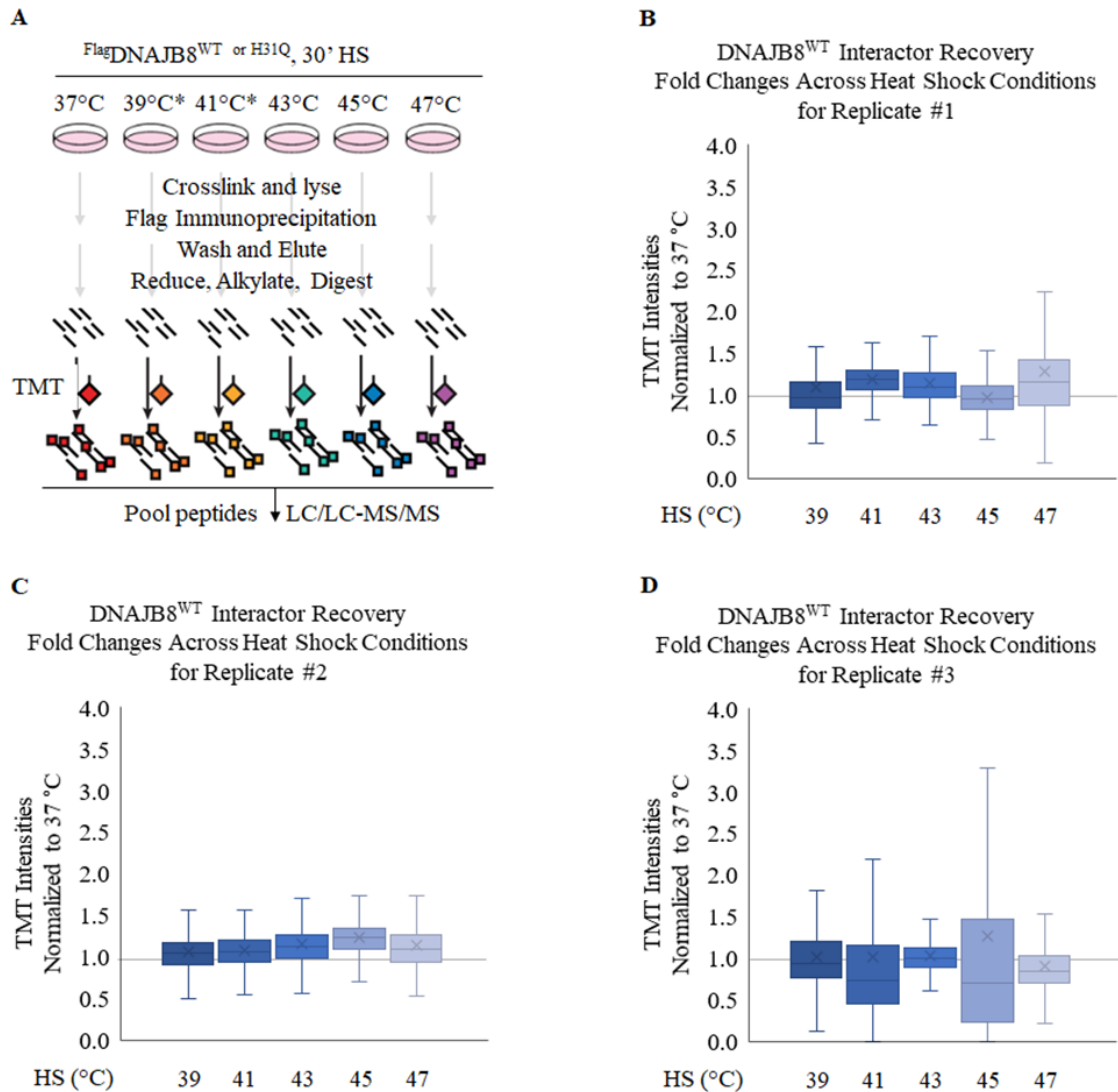 A
FlagDNAJB8WT or H31Q, 30’ HS
37°C 39°C* 41°C* 43°C 45°C 47°C
Crosslink and lyse
Flag Immunoprecipitation
Wash and Elute
Reduce, Alkylate, Digest
TMT
Pool peptides LC/LC-MS/MS
B
DNAJB8WT Interactor Recovery
Fold Changes Across Heat Shock Conditions
for Replicate #1
TMT Intensities
Normalized to 37 °C
4.0
3.5
3.0
2.5
2.0
1.5
1.0
0.5
0.0
HS (°C) 39 41 43 45 47
C
DNAJB8WT Interactor Recovery
Fold Changes Across Heat Shock Conditions
for Replicate #2
TMT Intensities
Normalized to 37 °C
4.0
3.5
3.0
2.5
2.0
1.5
1.0
0.5
0.0
HS (°C) 39 41 43 45 47
D
DNAJB8WT Interactor Recovery
Fold Changes Across Heat Shock Conditions
for Replicate #3
TMT Intensities
Normalized to 37 °C
4.0
3.5
3.0
2.5
2.0
1.5
1.0
0.5
0.0
HS (°C) 39 41 43 45 47